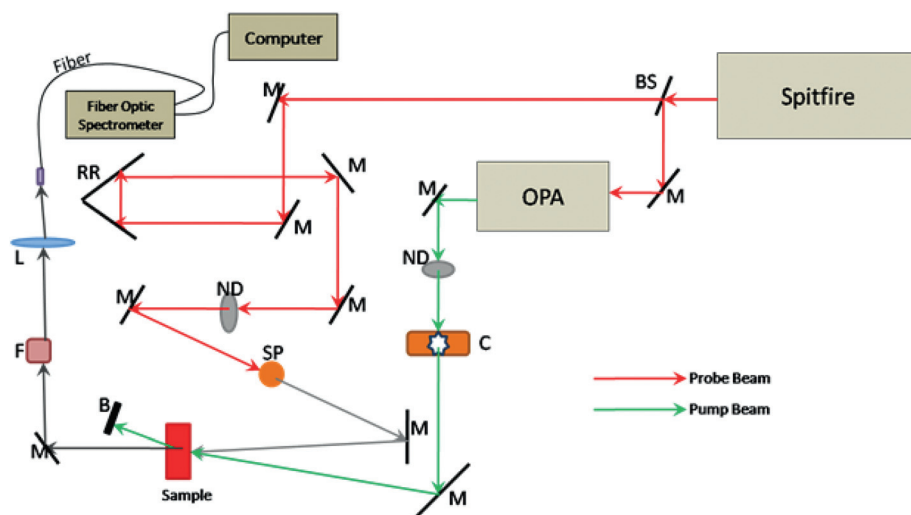 Computer
Fiber
Fiber Optic
Spectrometer
BS
Spitfire
M
M
RR
M
M
OPA
M
M
ND
L
M
ND
M
C
F
SP
Probe Beam
Pump Beam
B
M
M
M
Sample